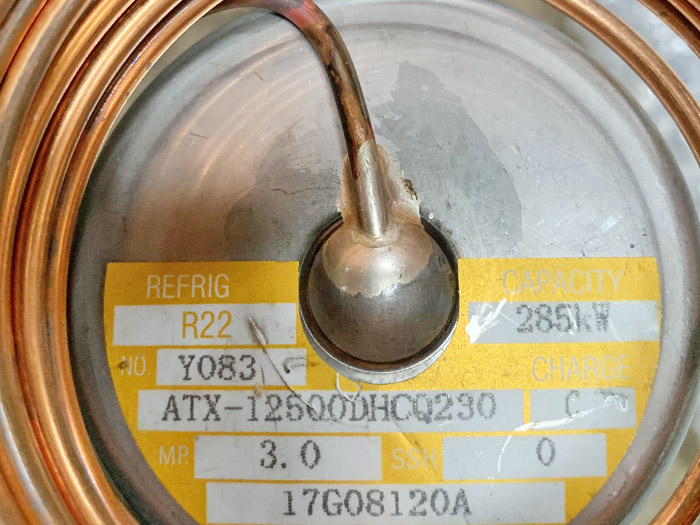 REFRIG CAPACITY
R22 285kW
NO. Y083 CHARGE
ATX-12500DHCQ230 C
MP. 3.0 SSH 0
17G08120A